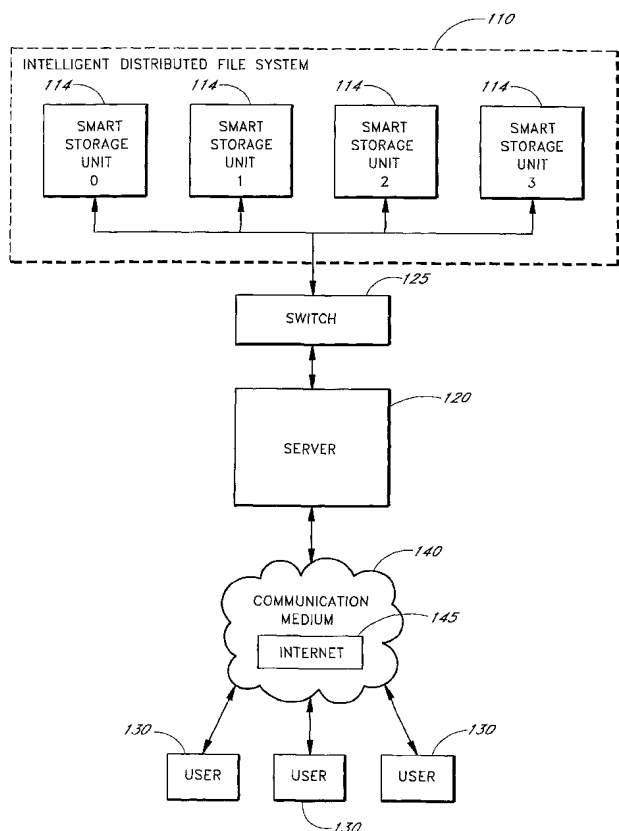 110
INTELLIGENT DISTRIBUTED FILE SYSTEM
114 114 114 114
SMART STORAGE UNIT 0
SMART STORAGE UNIT 1
SMART STORAGE UNIT 2
SMART STORAGE UNIT 3
125
SWITCH
120
SERVER
140
COMMUNICATION
MEDIUM
145
INTERNET
130 130
USER USER USER
130